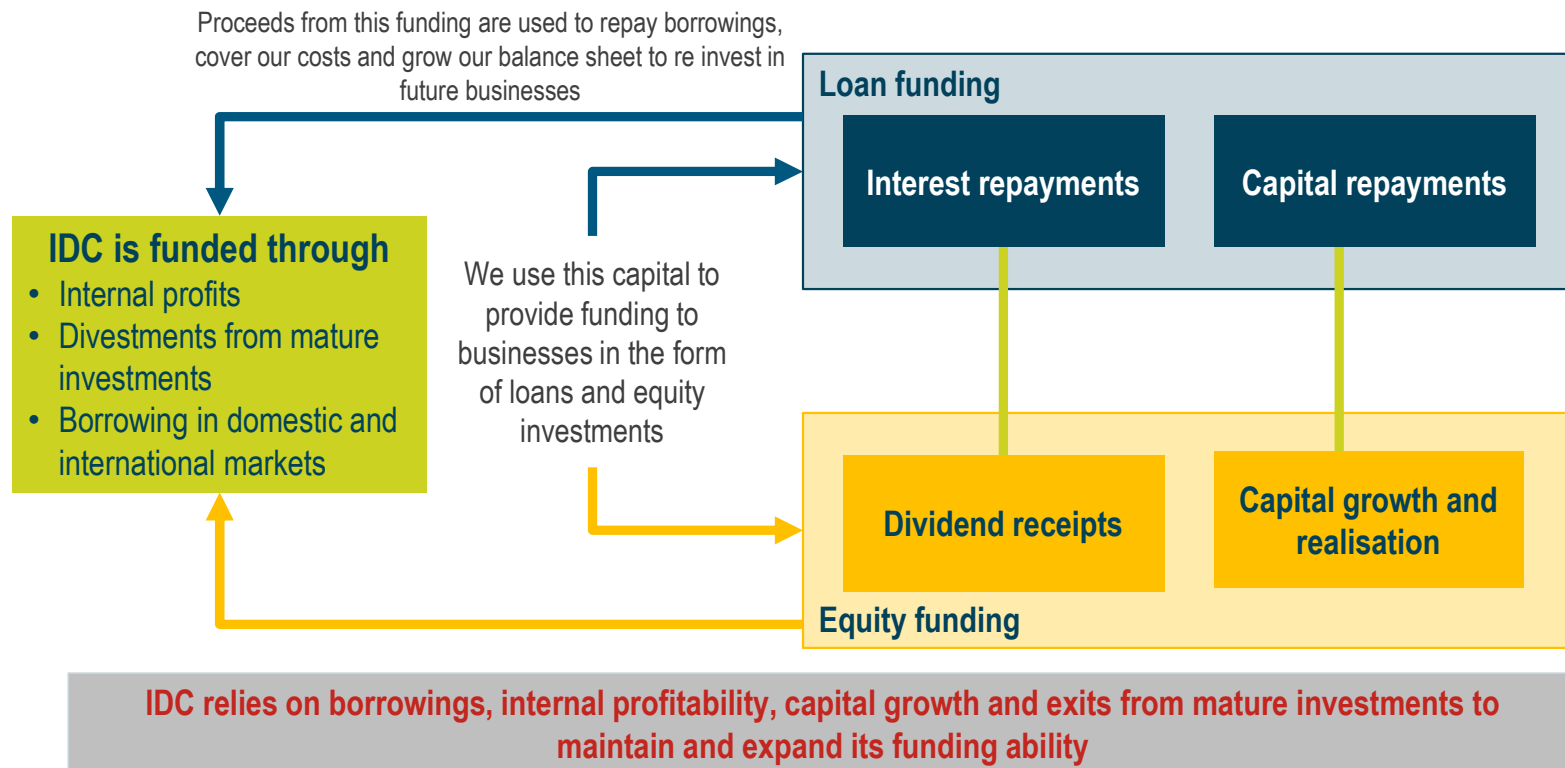 Proceeds from this funding are used to repay borrowings,
cover our costs and grow our balance sheet to re invest in
future businesses
Loan funding
Interest repayments
Capital repayments
IDC is funded through
• Internal profits
• Divestments from mature
investments
• Borrowing in domestic and
international markets
We use this capital to
provide funding to
businesses in the form
of loans and equity
investments
Dividend receipts
Capital growth and
realisation
Equity funding
IDC relies on borrowings, internal profitability, capital growth and exits from mature investments to
maintain and expand its funding ability